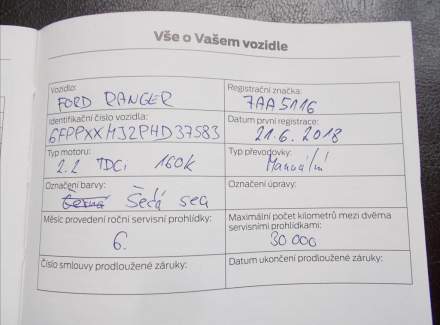 Vše o Vašem vozidle
Vozidlo: Registrační značka:
FORD RANGER 7AA 5116
Identifikační číslo vozidla: Datum první registrace:
6FPPXXMJ2PHD37583 21.6. 2018
Typ motoru: Typ převodovky:
2.2 TDCi 160k Manuální
Označení barvy: Označení úpravy:
Černá Šedá sea
Měsíc provedení roční servisní prohlídky: Maximální počet kilometrů mezi dvěma
servisními prohlídkami:
6. 30 000
Číslo smlouvy prodloužené záruky: Datum ukončení prodloužené záruky: